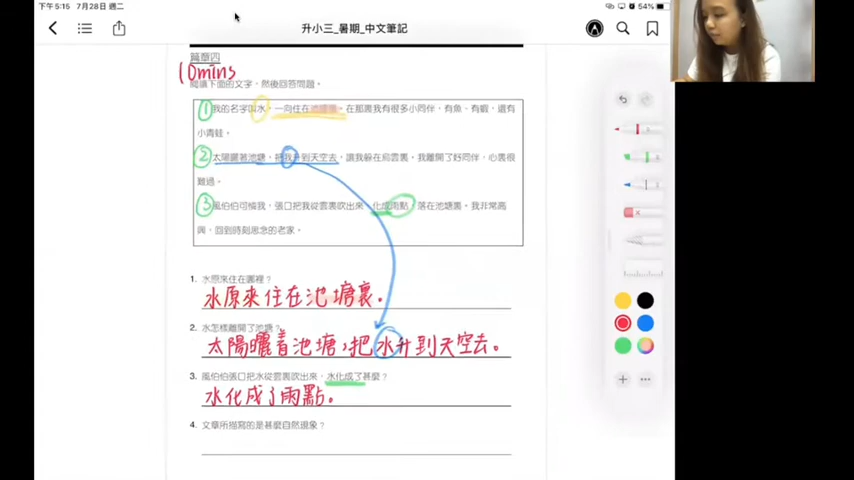 下午5:15 7月28日 週二
54%
升小三_暑期_中文筆記
篇章四
10mins
閱讀下面的文字，然後回答問題。
1 我的名字叫水，一向住在池塘裏。在那裏我有很多小同伴，有魚、有蝦，還有
小青蛙。
2 太陽曬着池塘，把我升到天空去，讓我躲在烏雲裏。我離開了好同伴，心裏很
難過。
3 風伯伯可憐我，張口把我從雲裏吹出來，化成雨點，落在池塘裏。我非常高
興，回到時刻思念的老家。
1. 水原來住在哪裡？
水原來住在池塘裏。
2. 水怎樣離開了池塘？
太陽曬着池塘，把水升到天空去。
3. 風伯伯張口把水從雲裏吹出來，水化成了甚麼？
水化成了雨點。
4. 文章所描寫的是甚麼自然現象？